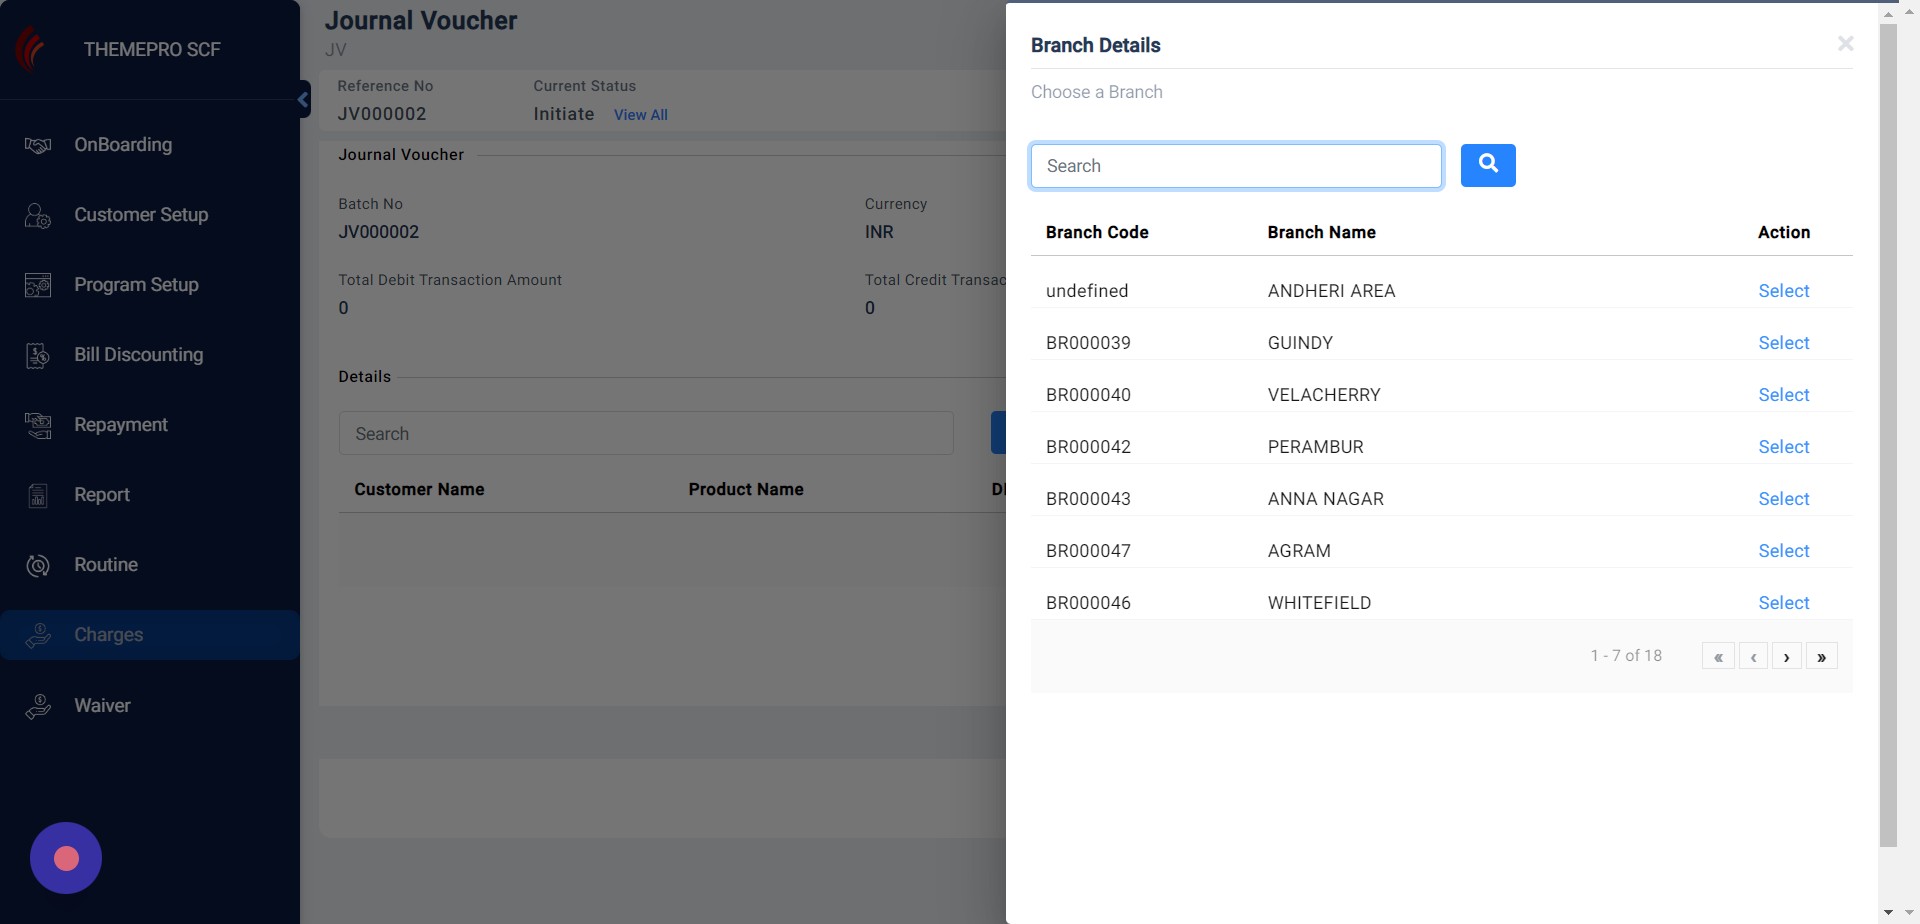 THEMEPRO SCF
OnBoarding
Customer Setup
Program Setup
Bill Discounting
Repayment
Report
Routine
Charges
Waiver
Journal Voucher
JV
Reference No
Current Status
JV000002
Initiate View All
Journal Voucher
Batch No
Currency
JV000002
INR
Total Debit Transaction Amount
Total Credit Transac
0
0
Details
Search
Customer Name
Product Name
Branch Details
×
Choose a Branch
Search
Branch Code Branch Name Action
undefined ANDHERI AREA Select
BR000039 GUINDY Select
BR000040 VELACHERRY Select
BR000042 PERAMBUR Select
BR000043 ANNA NAGAR Select
BR000047 AGRAM Select
BR000046 WHITEFIELD Select
1 - 7 of 18 « ‹ › »